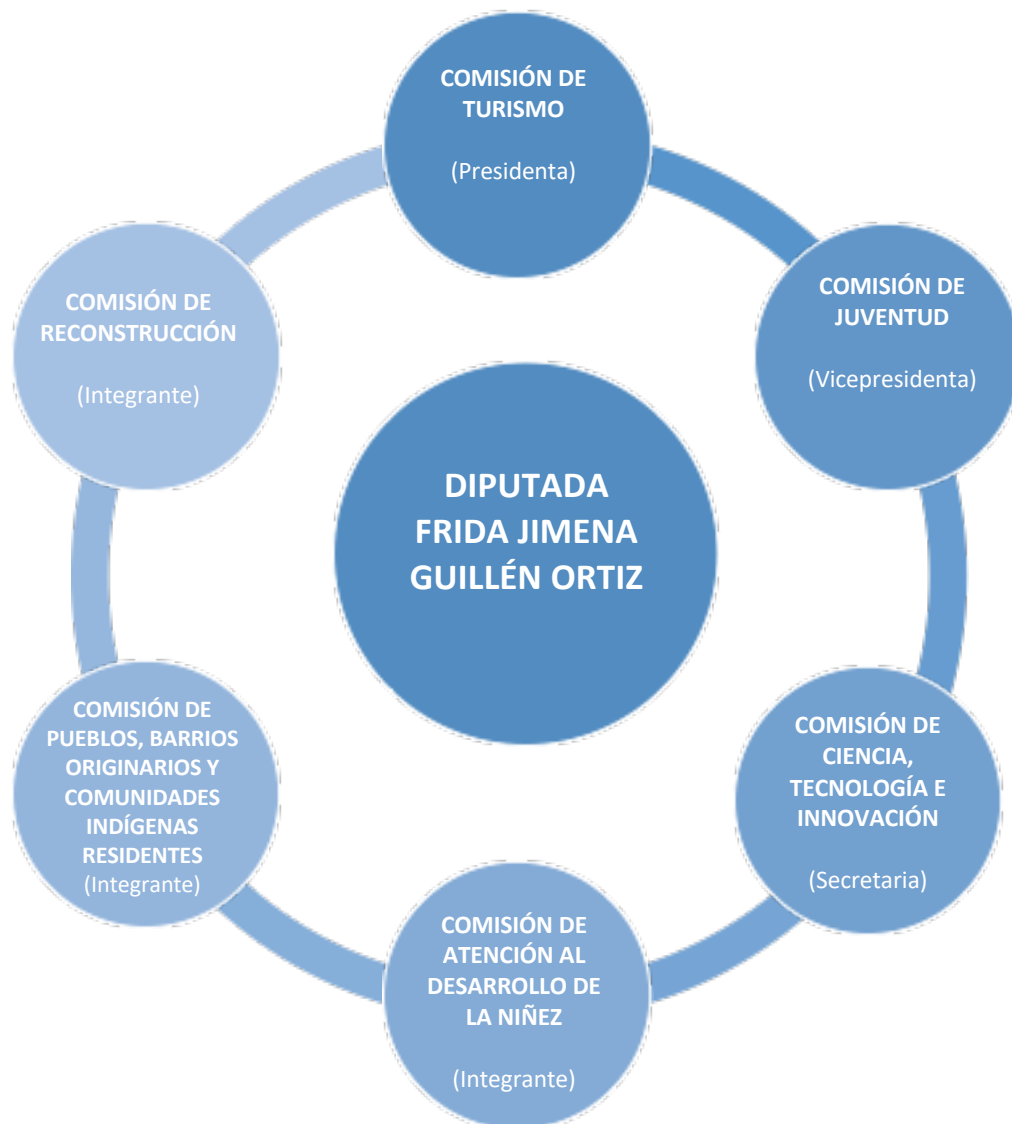 COMISIÓN DE
TURISMO
(Presidenta)
COMISIÓN DE
JUVENTUD
(Vicepresidenta)
COMISIÓN DE
CIENCIA,
TECNOLOGÍA E
INNOVACIÓN
(Secretaria)
COMISIÓN DE
ATENCIÓN AL
DESARROLLO DE
LA NIÑEZ
(Integrante)
COMISIÓN DE
PUEBLOS, BARRIOS
ORIGINARIOS Y
COMUNIDADES
INDÍGENAS
RESIDENTES
(Integrante)
COMISIÓN DE
RECONSTRUCCIÓN
(Integrante)
DIPUTADA
FRIDA JIMENA
GUILLÉN ORTIZ